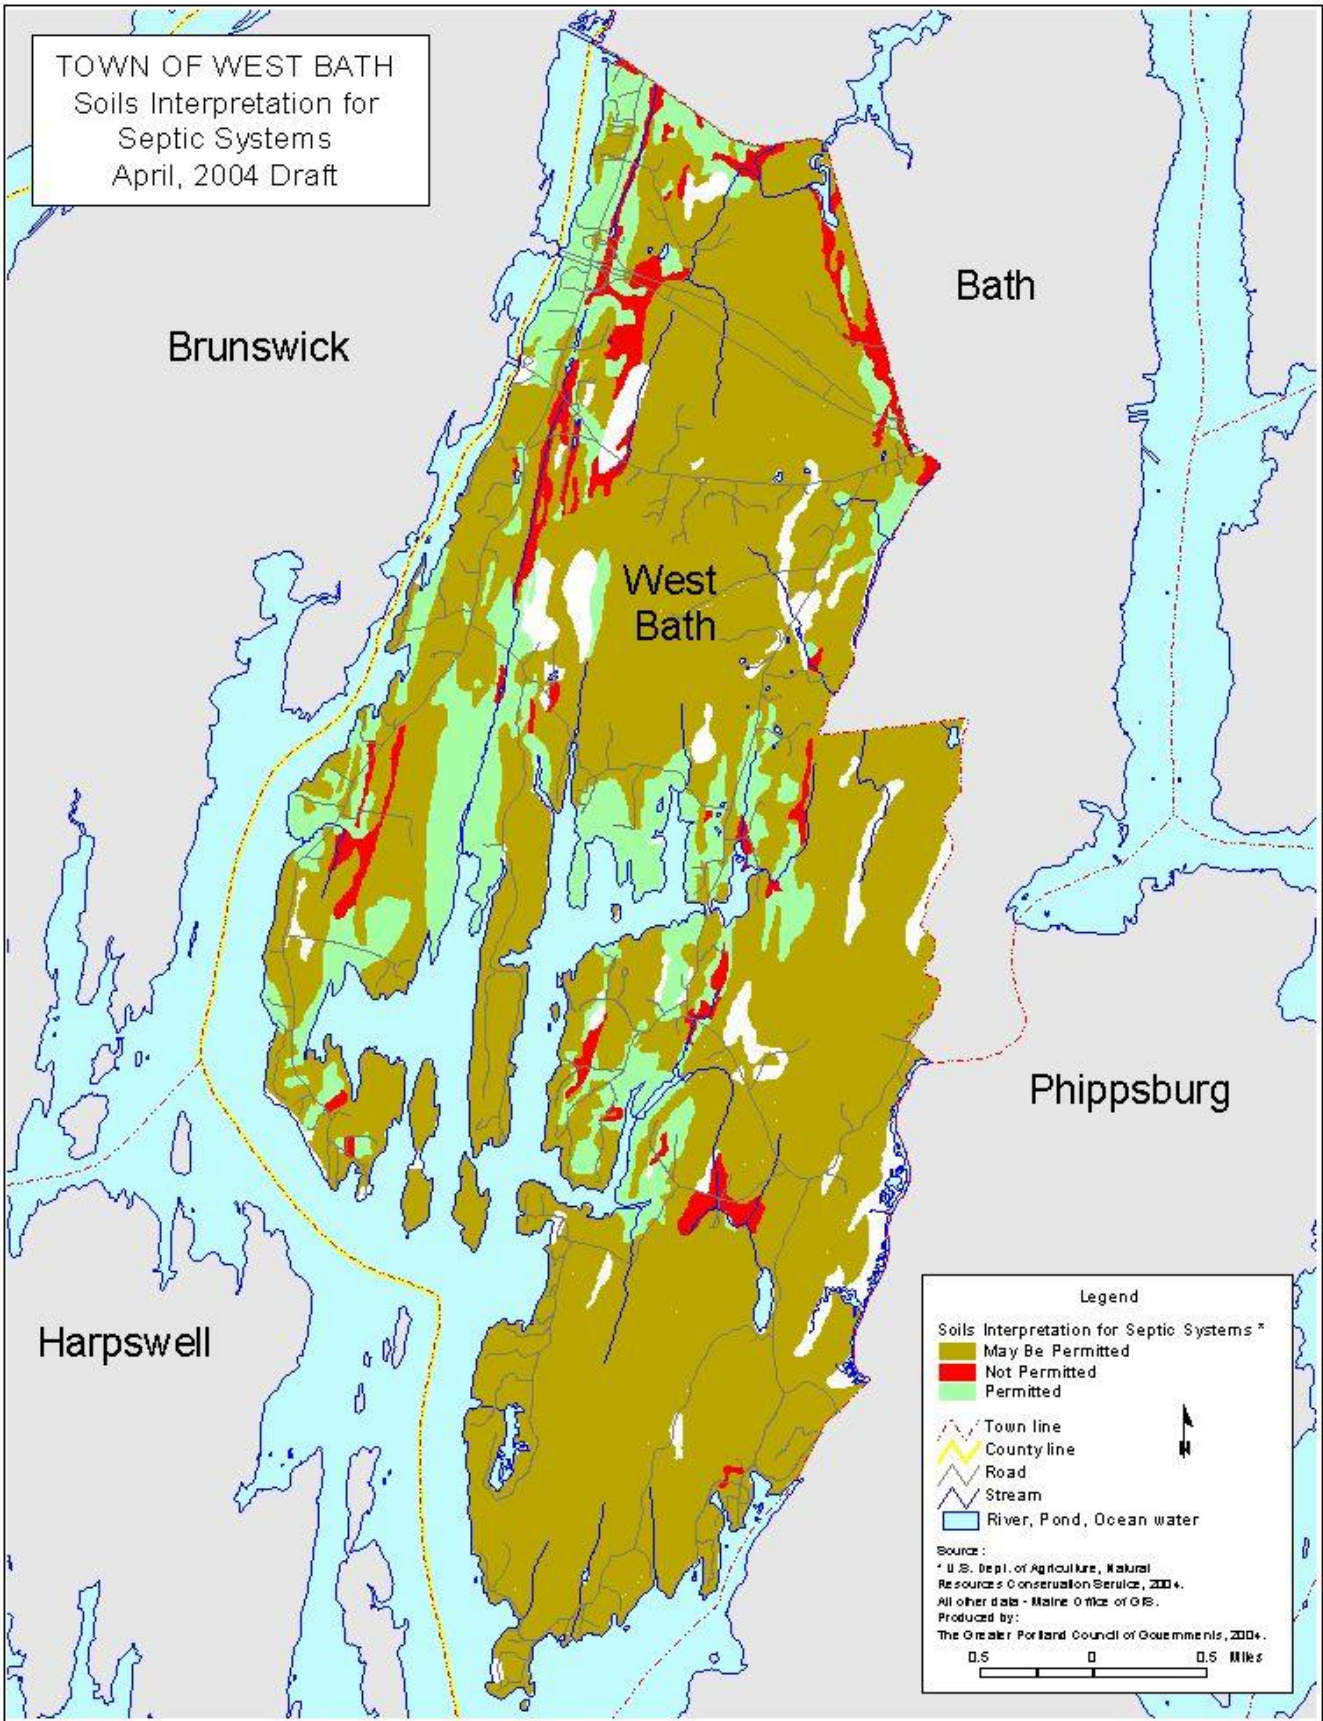 TOWN OF WEST BATH
Soils Interpretation for
Septic Systems
April, 2004 Draft
Bath
Brunswick
West
Bath
Phippsburg
Harpswell
Legend
Soils Interpretation for Septic Systems *
May Be Permitted
Not Permitted
Permitted
Town line
County line
Road
Stream
River, Pond, Ocean water
N
Source:
* U.S. Dept. of Agriculture, Natural
Resources Conservation Service, 2004.
All other data - Maine Office of GIS.
Produced by:
The Greater Portland Council of Governments, 2004.
0.5 0 0.5 Miles